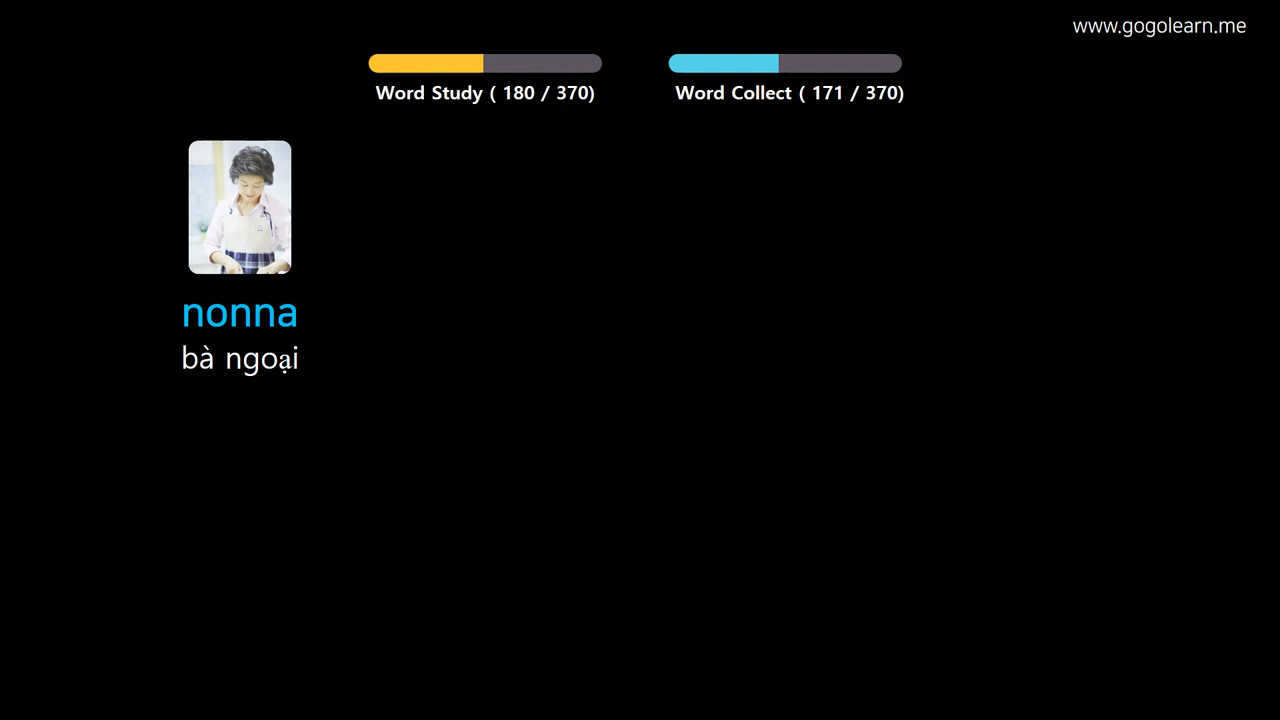 www.gogolearn.me
Word Study ( 180 / 370)
Word Collect ( 171 / 370)
nonna
bà ngoại